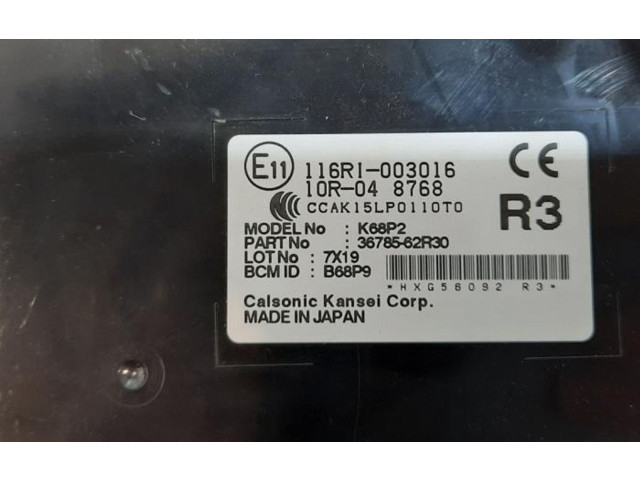 E11 116RI-003016 CE
10R-04 8768
CCAK15LP0110T0 R3
MODEL No : K68P2
PART No : 36785-62R30
LOT No : 7X19
BCM ID : B68P9
*HXG56092 R3*
Calsonic Kansei Corp.
MADE IN JAPAN